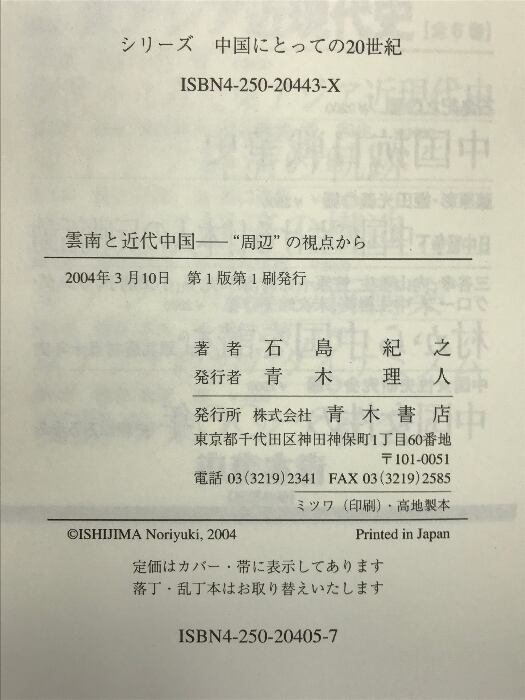 シリーズ 中国にとっての20世紀
ISBN4-250-20443-X
雲南と近代中国——“周辺”の視点から
2004年3月10日 第1版第1刷発行
著者 石島紀之
発行者 青木理人
発行所 株式会社 青木書店
東京都千代田区神田神保町1丁目60番地
〒101-0051
電話 03(3219)2341 FAX 03(3219)2585
ミツワ（印刷）・高地製本
©ISHIJIMA Noriyuki, 2004 Printed in Japan
定価はカバー・帯に表示してあります
落丁・乱丁本はお取り替えいたします
ISBN4-250-20405-7